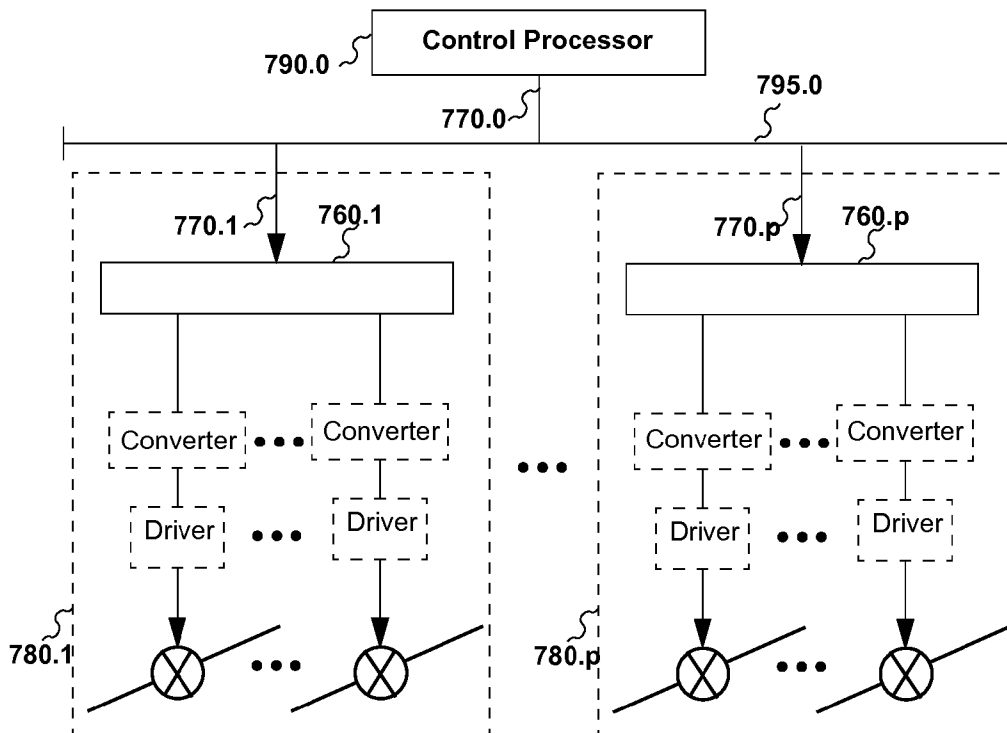 Control Processor
790.0
770.0
795.0
770.1
760.1
770.p
760.p
Converter
Converter
Converter
Converter
Driver
Driver
Driver
Driver
780.1
780.p